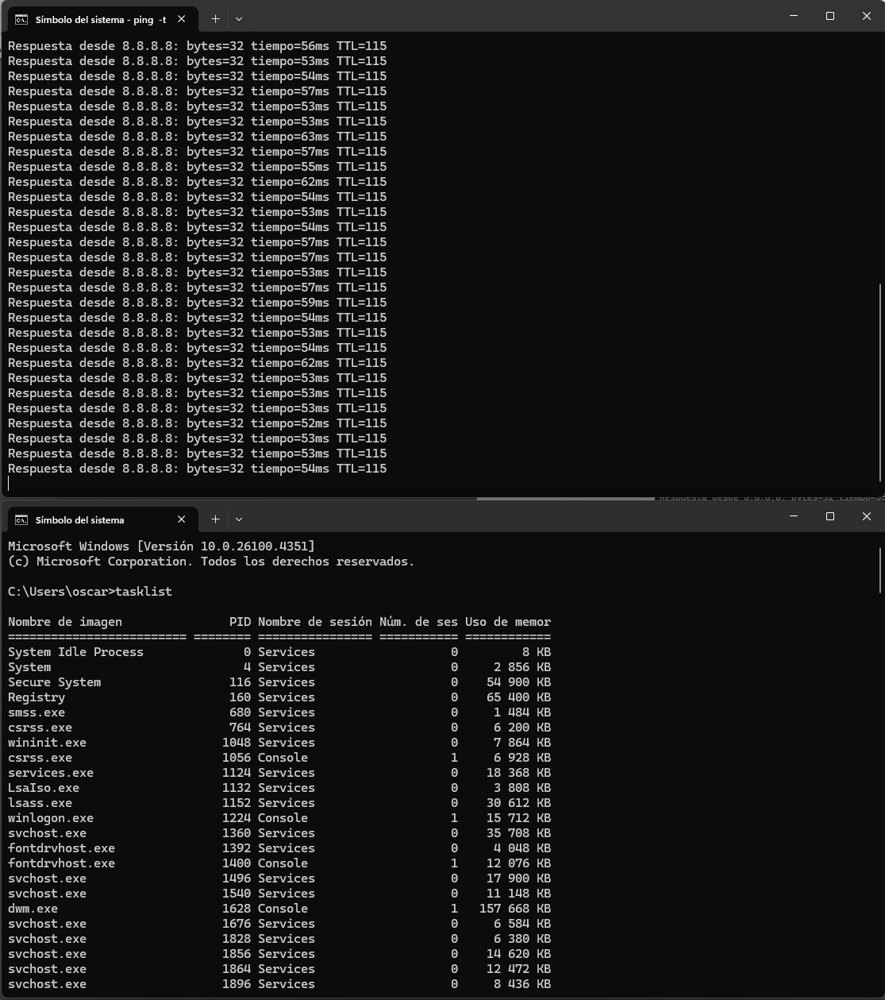 Símbolo del sistema - ping -t
Respuesta desde 8.8.8.8: bytes=32 tiempo=56ms TTL=115
Respuesta desde 8.8.8.8: bytes=32 tiempo=53ms TTL=115
Respuesta desde 8.8.8.8: bytes=32 tiempo=54ms TTL=115
Respuesta desde 8.8.8.8: bytes=32 tiempo=57ms TTL=115
Respuesta desde 8.8.8.8: bytes=32 tiempo=53ms TTL=115
Respuesta desde 8.8.8.8: bytes=32 tiempo=53ms TTL=115
Respuesta desde 8.8.8.8: bytes=32 tiempo=63ms TTL=115
Respuesta desde 8.8.8.8: bytes=32 tiempo=57ms TTL=115
Respuesta desde 8.8.8.8: bytes=32 tiempo=55ms TTL=115
Respuesta desde 8.8.8.8: bytes=32 tiempo=62ms TTL=115
Respuesta desde 8.8.8.8: bytes=32 tiempo=54ms TTL=115
Respuesta desde 8.8.8.8: bytes=32 tiempo=53ms TTL=115
Respuesta desde 8.8.8.8: bytes=32 tiempo=54ms TTL=115
Respuesta desde 8.8.8.8: bytes=32 tiempo=57ms TTL=115
Respuesta desde 8.8.8.8: bytes=32 tiempo=57ms TTL=115
Respuesta desde 8.8.8.8: bytes=32 tiempo=53ms TTL=115
Respuesta desde 8.8.8.8: bytes=32 tiempo=57ms TTL=115
Respuesta desde 8.8.8.8: bytes=32 tiempo=59ms TTL=115
Respuesta desde 8.8.8.8: bytes=32 tiempo=54ms TTL=115
Respuesta desde 8.8.8.8: bytes=32 tiempo=53ms TTL=115
Respuesta desde 8.8.8.8: bytes=32 tiempo=54ms TTL=115
Respuesta desde 8.8.8.8: bytes=32 tiempo=62ms TTL=115
Respuesta desde 8.8.8.8: bytes=32 tiempo=53ms TTL=115
Respuesta desde 8.8.8.8: bytes=32 tiempo=53ms TTL=115
Respuesta desde 8.8.8.8: bytes=32 tiempo=53ms TTL=115
Respuesta desde 8.8.8.8: bytes=32 tiempo=52ms TTL=115
Respuesta desde 8.8.8.8: bytes=32 tiempo=53ms TTL=115
Respuesta desde 8.8.8.8: bytes=32 tiempo=53ms TTL=115
Respuesta desde 8.8.8.8: bytes=32 tiempo=54ms TTL=115
Símbolo del sistema
Microsoft Windows [Versión 10.0.26100.4351]
(c) Microsoft Corporation. Todos los derechos reservados.
C:\Users\oscar>tasklist
Nombre de imagen               PID Nombre de sesión Núm. de ses Uso de memor
========================= ======== ================ =========== ============
System Idle Process              0 Services                   0         8 KB
System                           4 Services                   0     2 856 KB
Secure System                  116 Services                   0    54 900 KB
Registry                       160 Services                   0    65 400 KB
smss.exe                       680 Services                   0     1 484 KB
csrss.exe                      764 Services                   0     6 200 KB
wininit.exe                   1048 Services                   0     7 864 KB
csrss.exe                     1056 Console                    1     6 928 KB
services.exe                  1124 Services                   0    18 368 KB
LsaIso.exe                    1132 Services                   0     3 808 KB
lsass.exe                     1152 Services                   0    30 612 KB
winlogon.exe                  1224 Console                    1    15 712 KB
svchost.exe                   1360 Services                   0    35 708 KB
fontdrvhost.exe               1392 Services                   0     4 048 KB
fontdrvhost.exe               1400 Console                    1    12 076 KB
svchost.exe                   1496 Services                   0    17 900 KB
svchost.exe                   1540 Services                   0    11 148 KB
dwm.exe                       1628 Console                    1   157 668 KB
svchost.exe                   1676 Services                   0     6 584 KB
svchost.exe                   1828 Services                   0     6 380 KB
svchost.exe                   1856 Services                   0    14 620 KB
svchost.exe                   1864 Services                   0    12 472 KB
svchost.exe                   1896 Services                   0     8 436 KB